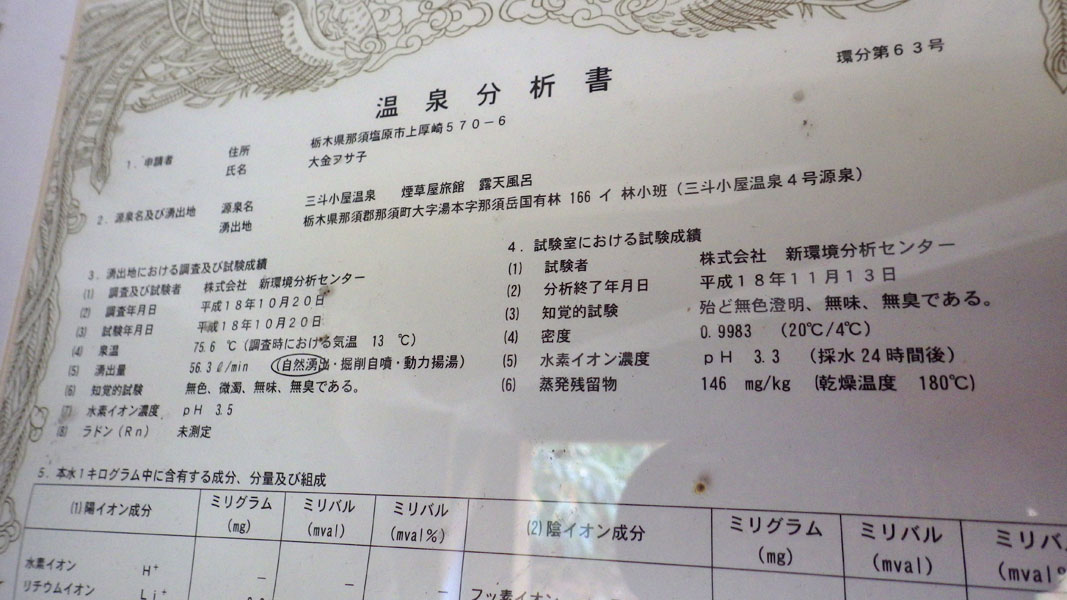 環分第63号
温泉分析書
1. 申請者 住所 栃木県那須塩原市上厚崎570-6
氏名 大金ヲサ子
2. 源泉名及び湧出地 源泉名 三斗小屋温泉 煙草屋旅館 露天風呂
湧出地 栃木県那須郡那須町大字湯本字那須岳国有林 166 イ 林小班 (三斗小屋温泉4号源泉)
3. 湧出地における調査及び試験成績
(1) 調査及び試験者 株式会社 新環境分析センター
(2) 調査年月日 平成18年10月20日
(3) 試験年月日 平成18年10月20日
(4) 泉温 75.6 ℃ (調査時における気温 13 ℃)
(5) 湧出量 56.3 ℓ/min (自然湧出・掘削自噴・動力揚湯)
(6) 知覚的試験 無色、微濁、無味、無臭である。
(7) 水素イオン濃度 pH 3.5
(8) ラドン(Rn) 未測定
4. 試験室における試験成績
(1) 試験者 株式会社 新環境分析センター
(2) 分析終了年月日 平成18年11月13日
(3) 知覚的試験 殆ど無色澄明、無味、無臭である。
(4) 密度 0.9983 (20℃/4℃)
(5) 水素イオン濃度 pH 3.3 (採水24時間後)
(6) 蒸発残留物 146 mg/kg (乾燥温度 180℃)
5. 本水1キログラム中に含有する成分、分量及び組成
(1)陽イオン成分 ミリグラム (mg) ミリバル (mval) ミリバル (mval%) (2)陰イオン成分 ミリグラム (mg) ミリバル (mval) ミリバ (mval%
水素イオン H⁺ － － －
リチウムイオン Li⁺
フッ素イオン